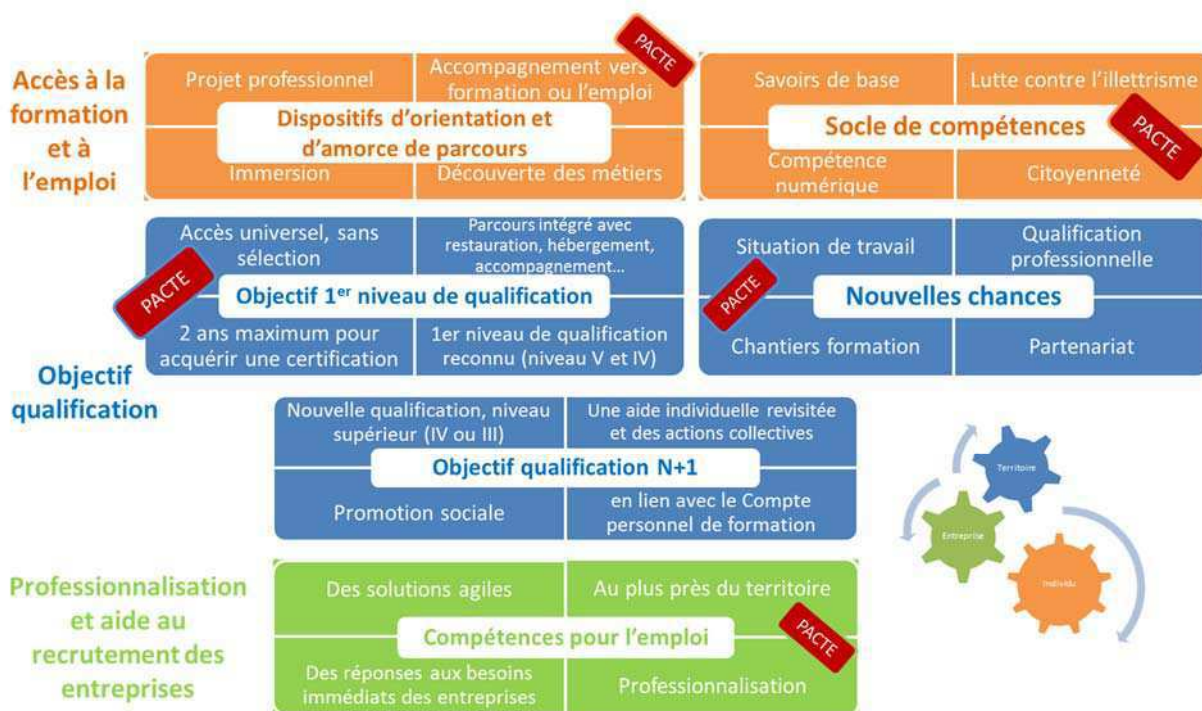 Accès à la
formation
et à
l'emploi
Projet professionnel
Accompagnement vers
formation ou l'emploi
PACTE
Dispositifs d'orientation et
d'amorce de parcours
Immersion
Découverte des métiers
Savoirs de base
Lutte contre l'illettrisme
Socle de compétences
PACTE
Compétence
numérique
Citoyenneté
Objectif
qualification
Accès universel, sans
sélection
Parcours intégré avec
restauration, hébergement,
accompagnement...
PACTE
Objectif 1er niveau de qualification
2 ans maximum pour
acquérir une certification
1er niveau de qualification
reconnu (niveau V et IV)
Situation de travail
Qualification
professionnelle
PACTE
Nouvelles chances
Chantiers formation
Partenariat
Nouvelle qualification, niveau
supérieur (IV ou III)
Une aide individuelle revisitée
et des actions collectives
Objectif qualification N+1
Promotion sociale
en lien avec le Compte
personnel de formation
Territoire
Entreprise
Individu
Professionnalisation
et aide au
recrutement des
entreprises
Des solutions agiles
Au plus près du territoire
Compétences pour l'emploi
PACTE
Des réponses aux besoins
immédiats des entreprises
Professionnalisation